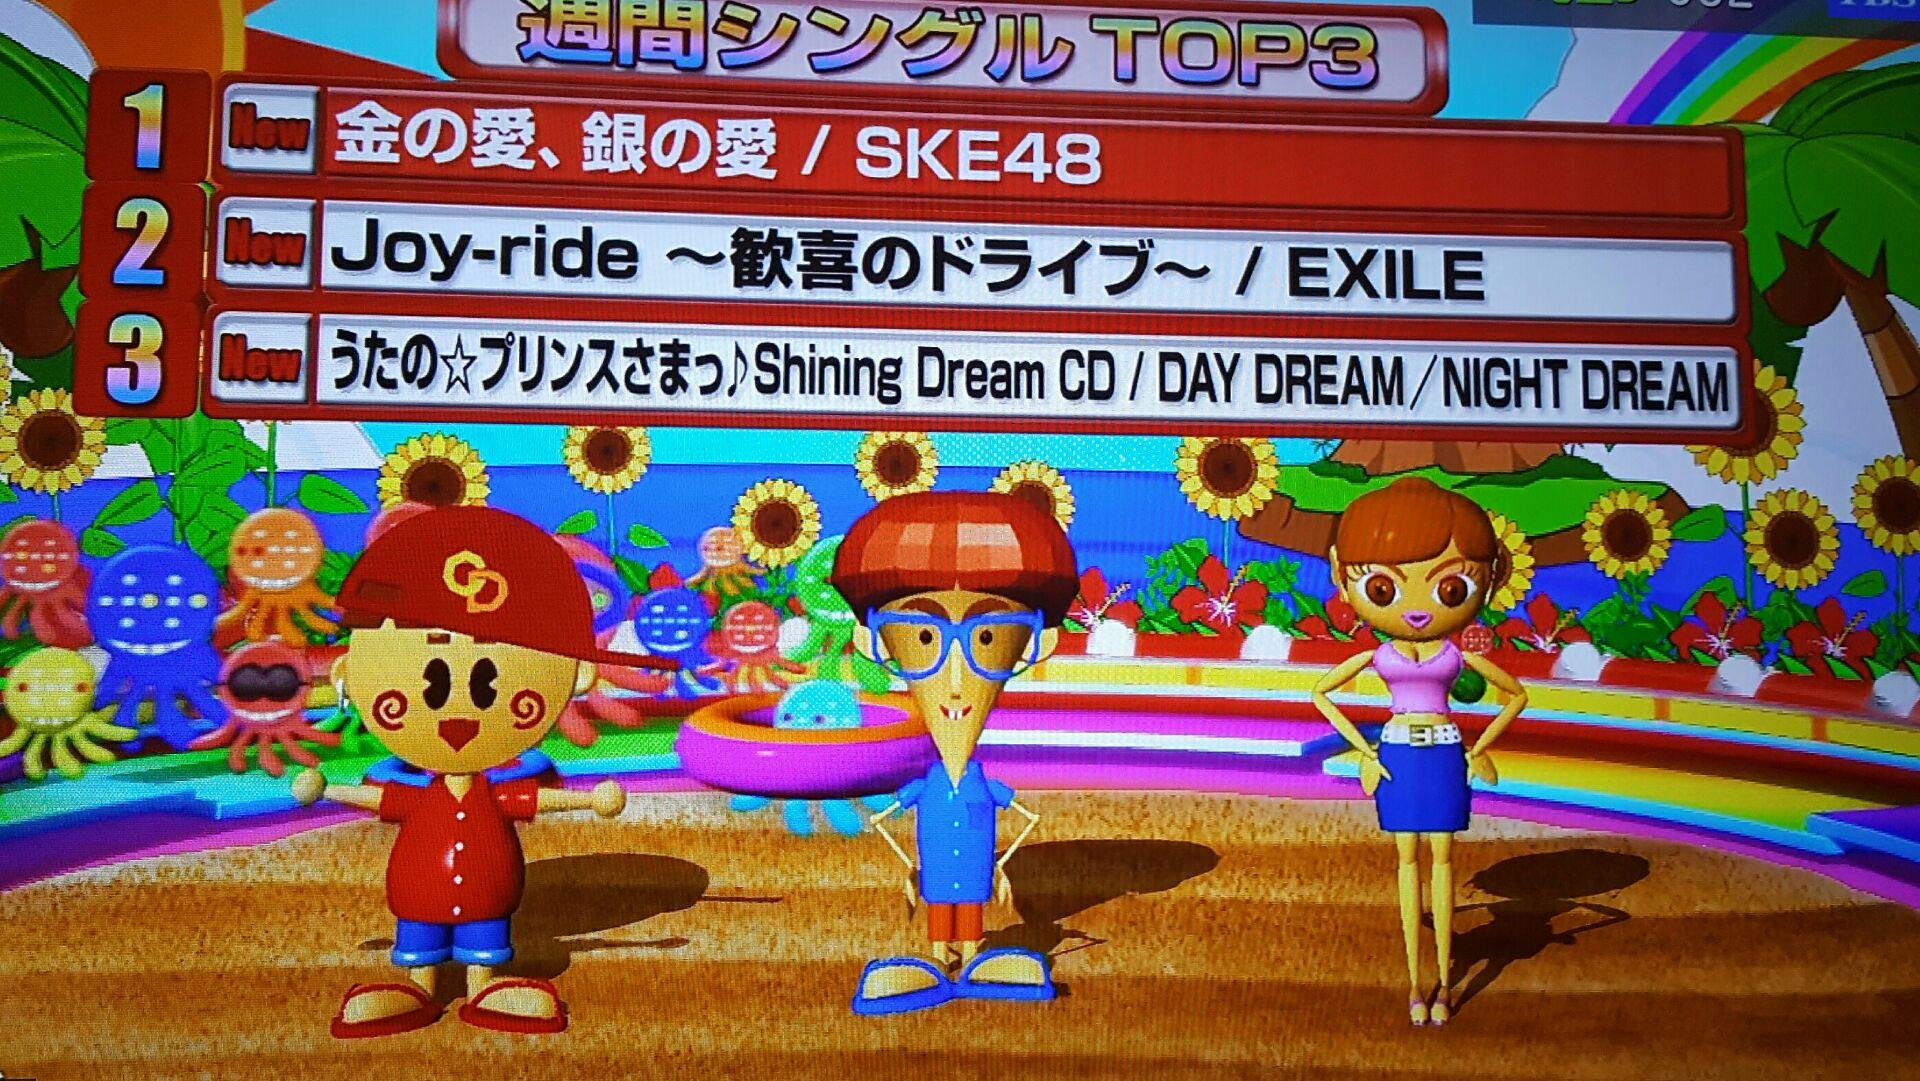 週間シングルTOP3
1 New 金の愛、銀の愛 / SKE48
2 New Joy-ride 〜歓喜のドライブ〜 / EXILE
3 New うたの☆プリンスさまっ♪Shining Dream CD / DAY DREAM／NIGHT DREAM
CD